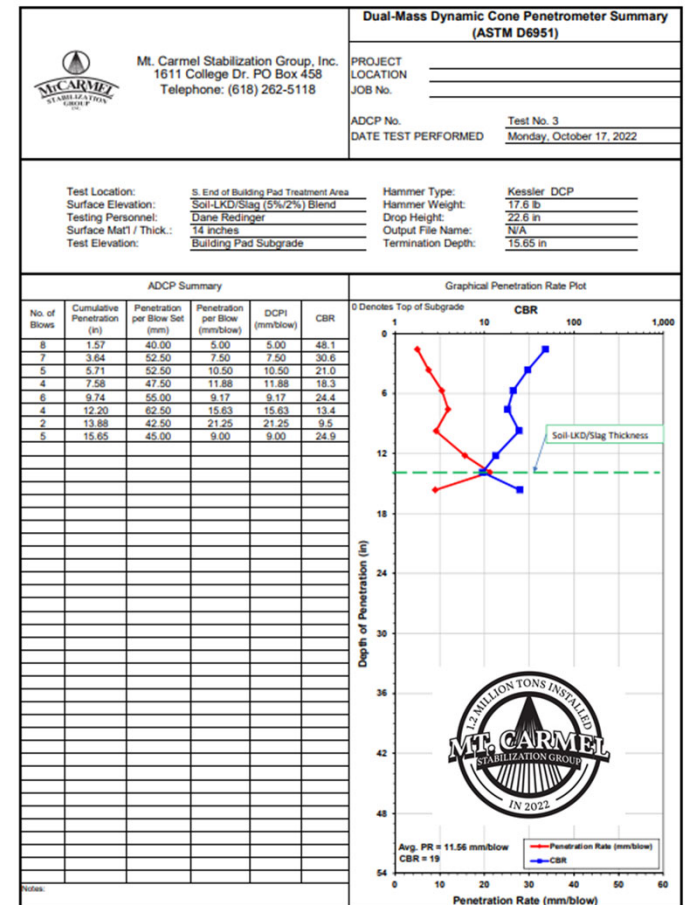 Dual-Mass Dynamic Cone Penetrometer Summary
(ASTM D6951)
MT. CARMEL
STABILIZATION
GROUP
INC.
Mt. Carmel Stabilization Group, Inc.
1611 College Dr. PO Box 458
Telephone: (618) 262-5118
PROJECT
LOCATION
JOB No.
ADCP No. Test No. 3
DATE TEST PERFORMED Monday, October 17, 2022
Test Location: S. End of Building Pad Treatment Area
Surface Elevation: Soil-LKD/Slag (5%/2%) Blend
Testing Personnel: Dane Redinger
Surface Mat'l / Thick.: 14 inches
Test Elevation: Building Pad Subgrade
Hammer Type: Kessler DCP
Hammer Weight: 17.6 lb
Drop Height: 22.6 in
Output File Name: N/A
Termination Depth: 15.65 in
ADCP Summary
No. of Blows Cumulative Penetration (in) Penetration per Blow Set (mm) Penetration per Blow (mm/blow) DCPI (mm/blow) CBR
8 1.57 40.00 5.00 5.00 48.1
7 3.64 52.50 7.50 7.50 30.6
5 5.71 52.50 10.50 10.50 21.0
4 7.58 47.50 11.88 11.88 18.3
6 9.74 55.00 9.17 9.17 24.4
4 12.20 62.50 15.63 15.63 13.4
2 13.88 42.50 21.25 21.25 9.5
5 15.65 45.00 9.00 9.00 24.9
Notes:
Graphical Penetration Rate Plot
0 Denotes Top of Subgrade
CBR
1 10 100 1,000
0
6
12
18
24
30
36
42
48
54
Depth of Penetration (in)
Soil-LKD/Slag Thickness
1.2 MILLION TONS INSTALLED
MT. CARMEL
STABILIZATION GROUP
IN 2022
Avg. PR = 11.56 mm/blow
CBR = 19
Penetration Rate (mm/blow)
CBR
0 10 20 30 40 50 60
Penetration Rate (mm/blow)